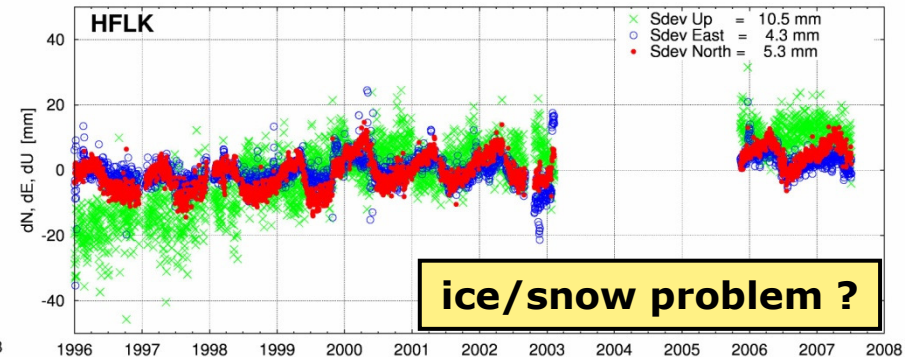 HFLK
× Sdev Up = 10.5 mm
○ Sdev East = 4.3 mm
● Sdev North = 5.3 mm
dN, dE, dU [mm]
40
20
0
-20
-40
ice/snow problem ?
8
1996 1997 1998 1999 2000 2001 2002 2003 2004 2005 2006 2007 2008